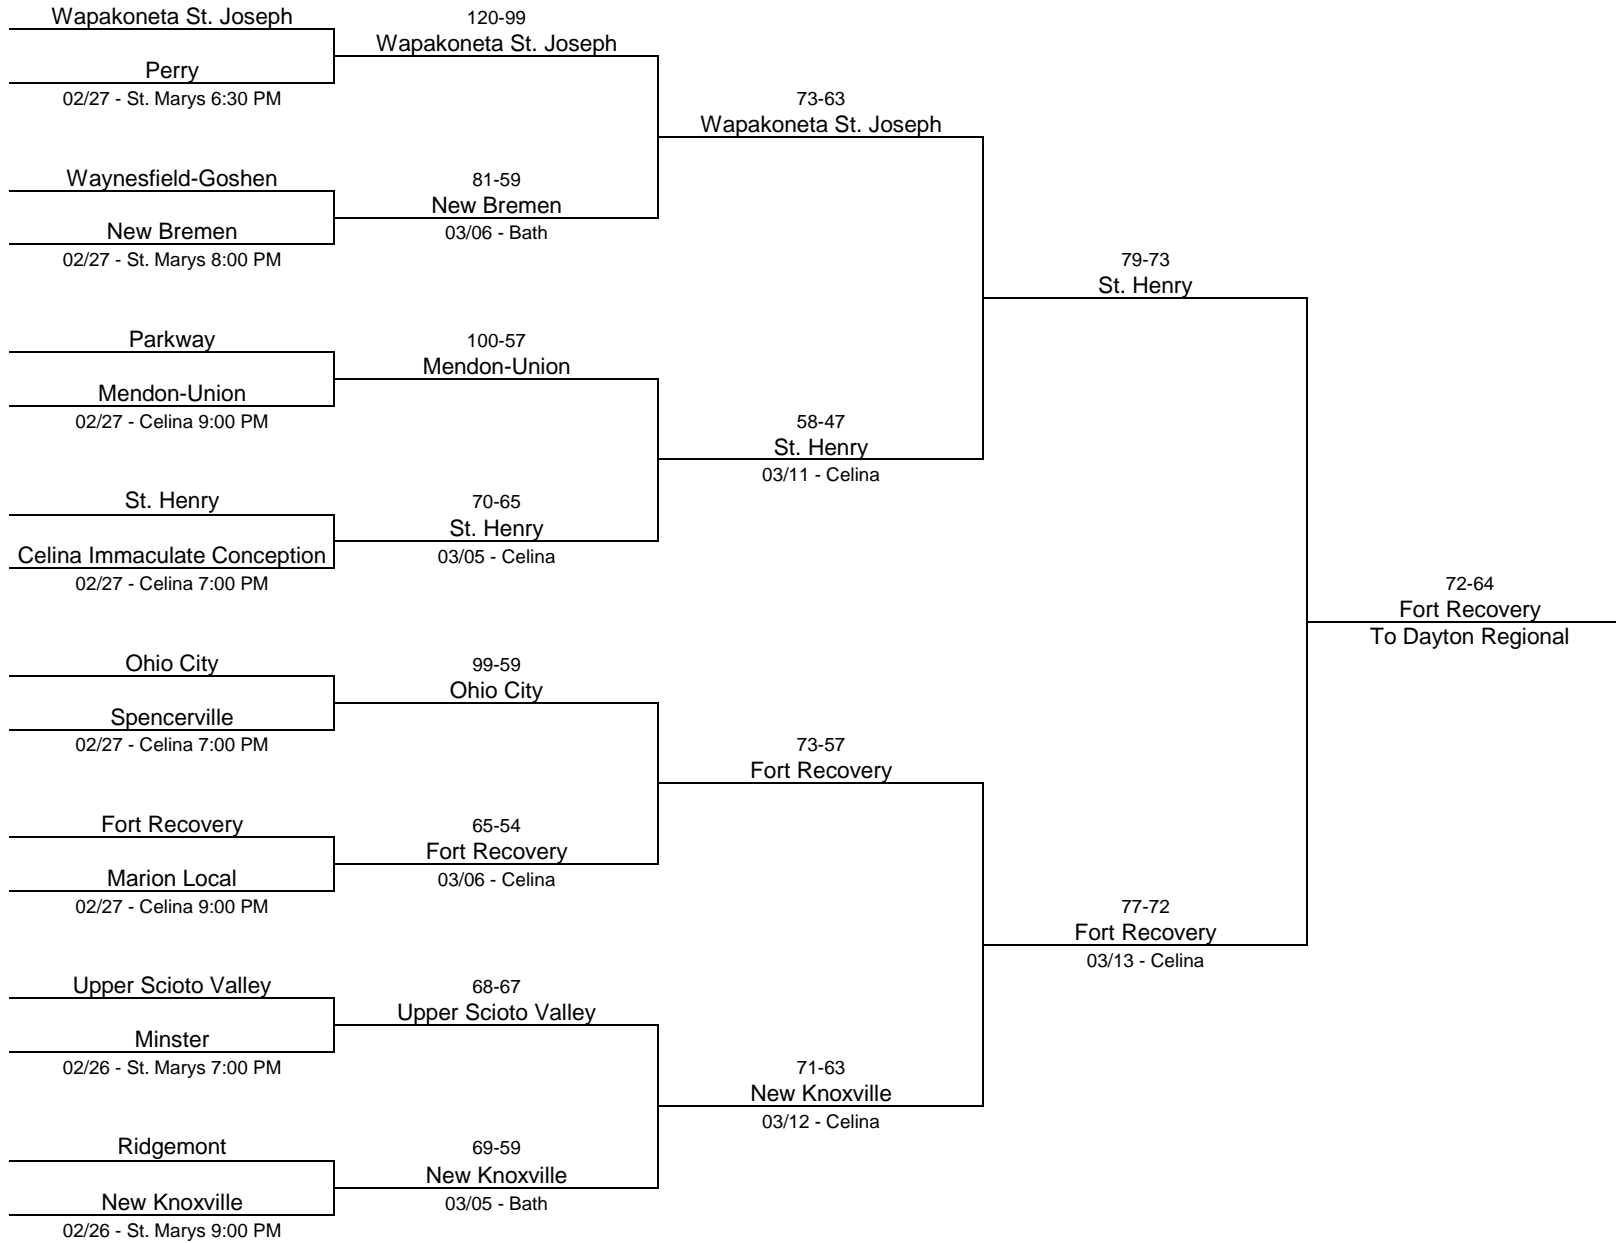 Wapakoneta St. Joseph
Perry
02/27 - St. Marys 6:30 PM
Waynesfield-Goshen
New Bremen
02/27 - St. Marys 8:00 PM
Parkway
Mendon-Union
02/27 - Celina 9:00 PM
St. Henry
Celina Immaculate Conception
02/27 - Celina 7:00 PM
Ohio City
Spencerville
02/27 - Celina 7:00 PM
Fort Recovery
Marion Local
02/27 - Celina 9:00 PM
Upper Scioto Valley
Minster
02/26 - St. Marys 7:00 PM
Ridgemont
New Knoxville
02/26 - St. Marys 9:00 PM
120-99
Wapakoneta St. Joseph
81-59
New Bremen
03/06 - Bath
100-57
Mendon-Union
70-65
St. Henry
03/05 - Celina
99-59
Ohio City
65-54
Fort Recovery
03/06 - Celina
68-67
Upper Scioto Valley
69-59
New Knoxville
03/05 - Bath
73-63
Wapakoneta St. Joseph
58-47
St. Henry
03/11 - Celina
73-57
Fort Recovery
71-63
New Knoxville
03/12 - Celina
79-73
St. Henry
77-72
Fort Recovery
03/13 - Celina
72-64
Fort Recovery
To Dayton Regional